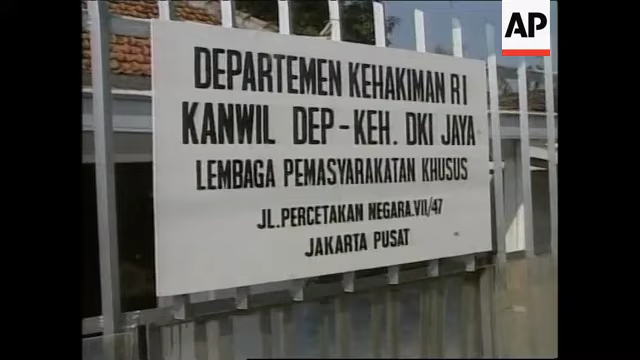 AP
DEPARTEMEN KEHAKIMAN RI
KANWIL DEP-KEH. DKI JAYA
LEMBAGA PEMASYARAKATAN KHUSUS
JL.PERCETAKAN NEGARA.VII/47
JAKARTA PUSAT